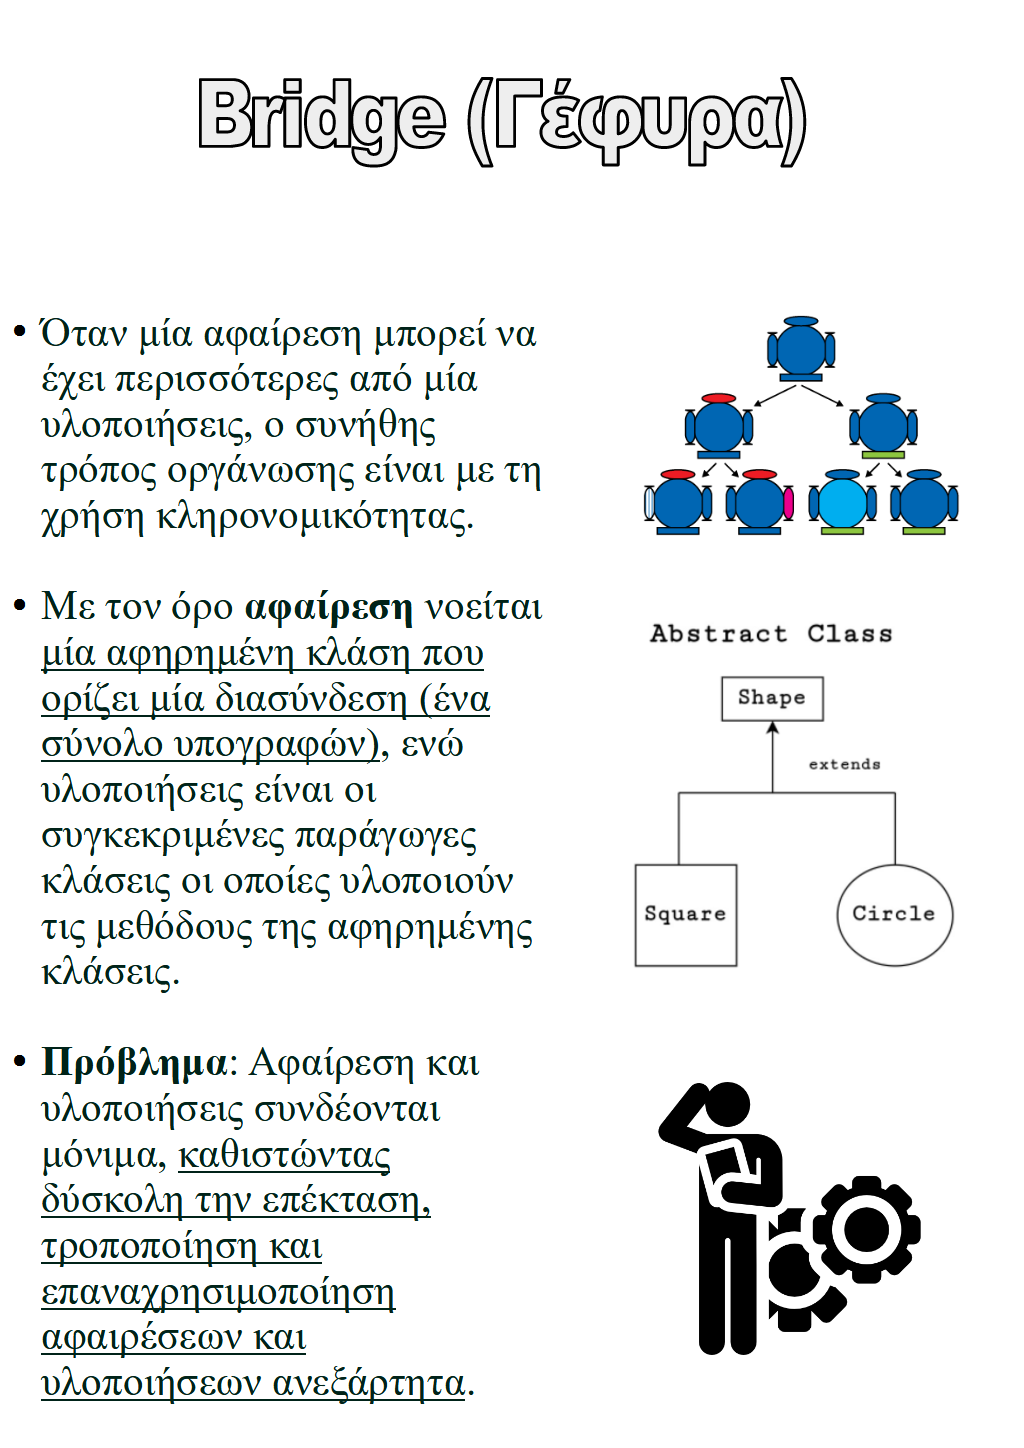 Bridge (Γέφυρα)
• Όταν μία αφαίρεση μπορεί να
έχει περισσότερες από μία
υλοποιήσεις, ο συνήθης
τρόπος οργάνωσης είναι με τη
χρήση κληρονομικότητας.
• Με τον όρο αφαίρεση νοείται
μία αφηρημένη κλάση που
ορίζει μία διασύνδεση (ένα
σύνολο υπογραφών), ενώ
υλοποιήσεις είναι οι
συγκεκριμένες παράγωγες
κλάσεις οι οποίες υλοποιούν
τις μεθόδους της αφηρημένης
κλάσεις.
• Πρόβλημα: Αφαίρεση και
υλοποιήσεις συνδέονται
μόνιμα, καθιστώντας
δύσκολη την επέκταση,
τροποποίηση και
επαναχρησιμοποίηση
αφαιρέσεων και
υλοποιήσεων ανεξάρτητα.
Abstract Class
Shape
extends
Square
Circle